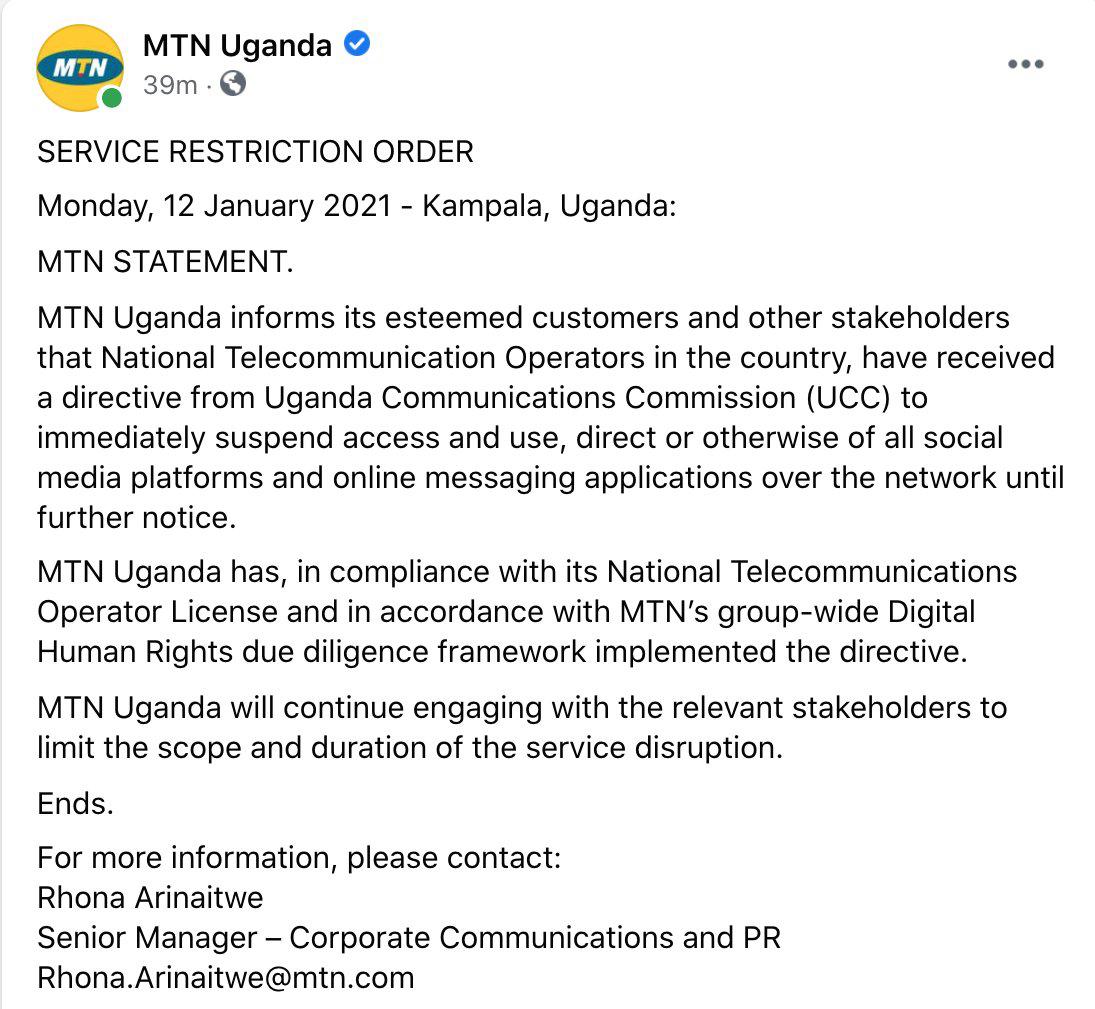 MTN
MTN Uganda
39m ·
SERVICE RESTRICTION ORDER
Monday, 12 January 2021 - Kampala, Uganda:
MTN STATEMENT.
MTN Uganda informs its esteemed customers and other stakeholders
that National Telecommunication Operators in the country, have received
a directive from Uganda Communications Commission (UCC) to
immediately suspend access and use, direct or otherwise of all social
media platforms and online messaging applications over the network until
further notice.
MTN Uganda has, in compliance with its National Telecommunications
Operator License and in accordance with MTN’s group-wide Digital
Human Rights due diligence framework implemented the directive.
MTN Uganda will continue engaging with the relevant stakeholders to
limit the scope and duration of the service disruption.
Ends.
For more information, please contact:
Rhona Arinaitwe
Senior Manager – Corporate Communications and PR
Rhona.Arinaitwe@mtn.com